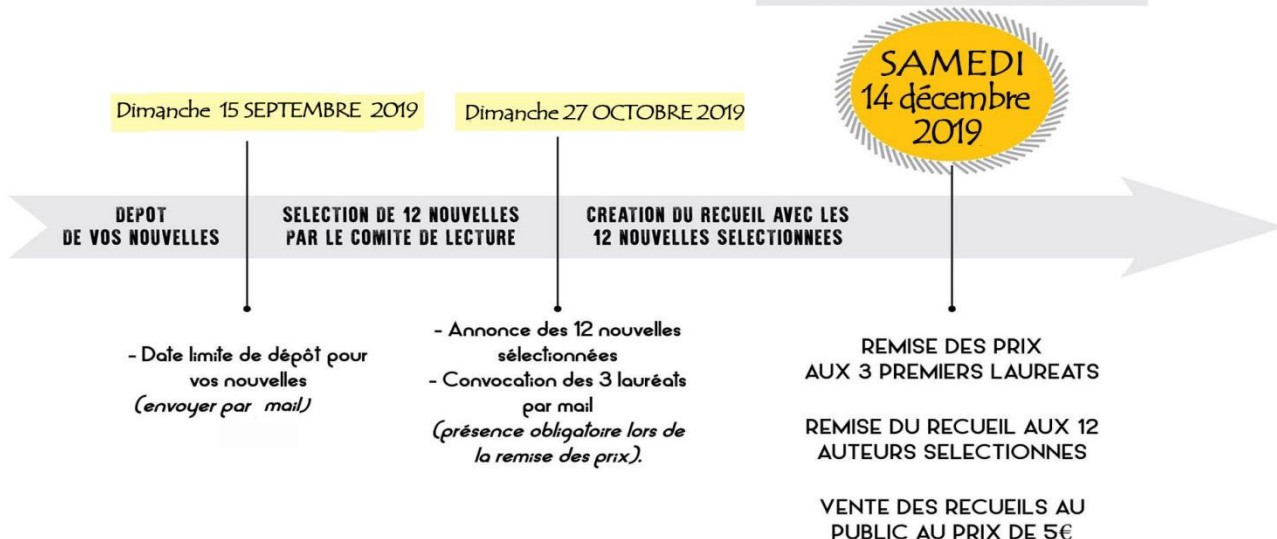 SAMEDI
14 décembre
2019
Dimanche 15 SEPTEMBRE 2019
Dimanche 27 OCTOBRE 2019
DEPOT
DE VOS NOUVELLES
SELECTION DE 12 NOUVELLES
PAR LE COMITE DE LECTURE
CREATION DU RECUEIL AVEC LES
12 NOUVELLES SELECTIONNEES
- Date limite de dépôt pour
vos nouvelles
(envoyer par mail)
- Annonce des 12 nouvelles
sélectionnées
- Convocation des 3 lauréats
par mail
(présence obligatoire lors de
la remise des prix).
REMISE DES PRIX
AUX 3 PREMIERS LAUREATS
REMISE DU RECUEIL AUX 12
AUTEURS SELECTIONNES
VENTE DES RECUEILS AU
PUBLIC AU PRIX DE 5€